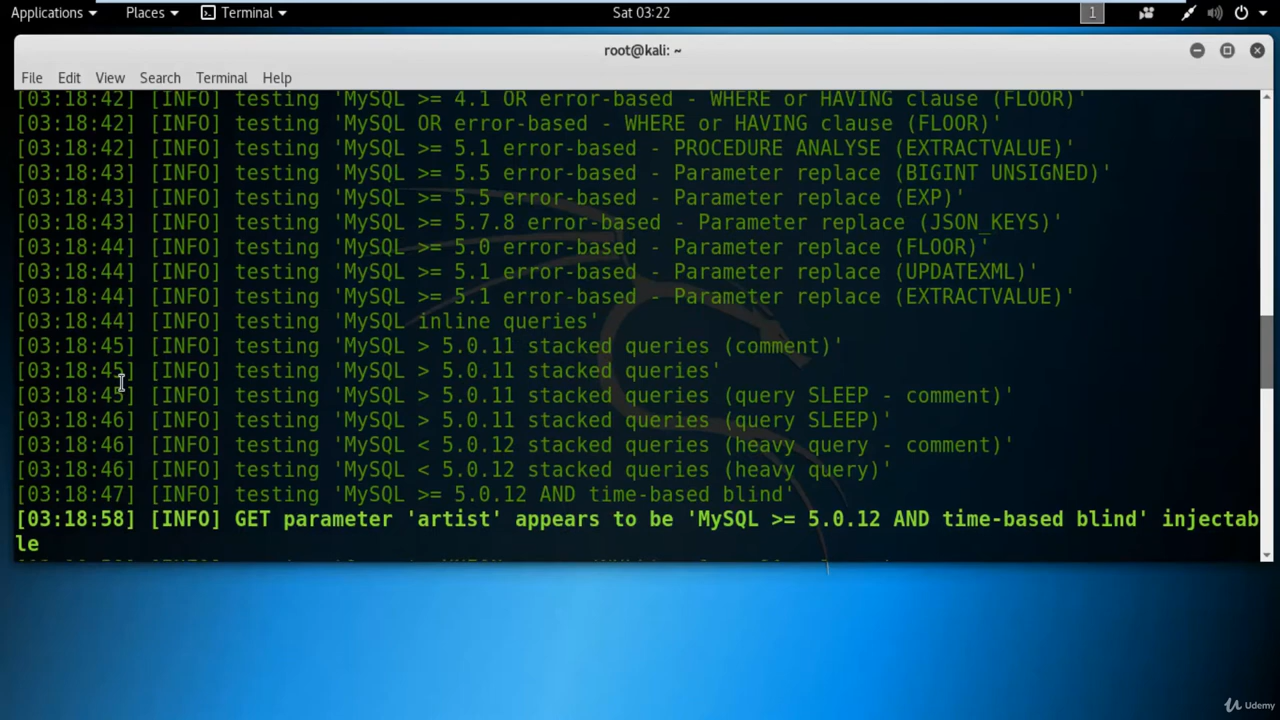 Applications Places Terminal Sat 03:22 1
root@kali: ~
File Edit View Search Terminal Help
[03:18:42] [INFO] testing 'MySQL >= 4.1 OR error-based - WHERE or HAVING clause (FLOOR)'
[03:18:42] [INFO] testing 'MySQL OR error-based - WHERE or HAVING clause (FLOOR)'
[03:18:42] [INFO] testing 'MySQL >= 5.1 error-based - PROCEDURE ANALYSE (EXTRACTVALUE)'
[03:18:43] [INFO] testing 'MySQL >= 5.5 error-based - Parameter replace (BIGINT UNSIGNED)'
[03:18:43] [INFO] testing 'MySQL >= 5.5 error-based - Parameter replace (EXP)'
[03:18:43] [INFO] testing 'MySQL >= 5.7.8 error-based - Parameter replace (JSON_KEYS)'
[03:18:44] [INFO] testing 'MySQL >= 5.0 error-based - Parameter replace (FLOOR)'
[03:18:44] [INFO] testing 'MySQL >= 5.1 error-based - Parameter replace (UPDATEXML)'
[03:18:44] [INFO] testing 'MySQL >= 5.1 error-based - Parameter replace (EXTRACTVALUE)'
[03:18:44] [INFO] testing 'MySQL inline queries'
[03:18:45] [INFO] testing 'MySQL > 5.0.11 stacked queries (comment)'
[03:18:45] [INFO] testing 'MySQL > 5.0.11 stacked queries'
[03:18:45] [INFO] testing 'MySQL > 5.0.11 stacked queries (query SLEEP - comment)'
[03:18:46] [INFO] testing 'MySQL > 5.0.11 stacked queries (query SLEEP)'
[03:18:46] [INFO] testing 'MySQL < 5.0.12 stacked queries (heavy query - comment)'
[03:18:46] [INFO] testing 'MySQL < 5.0.12 stacked queries (heavy query)'
[03:18:47] [INFO] testing 'MySQL >= 5.0.12 AND time-based blind'
[03:18:58] [INFO] GET parameter 'artist' appears to be 'MySQL >= 5.0.12 AND time-based blind' injectab
le
Udemy